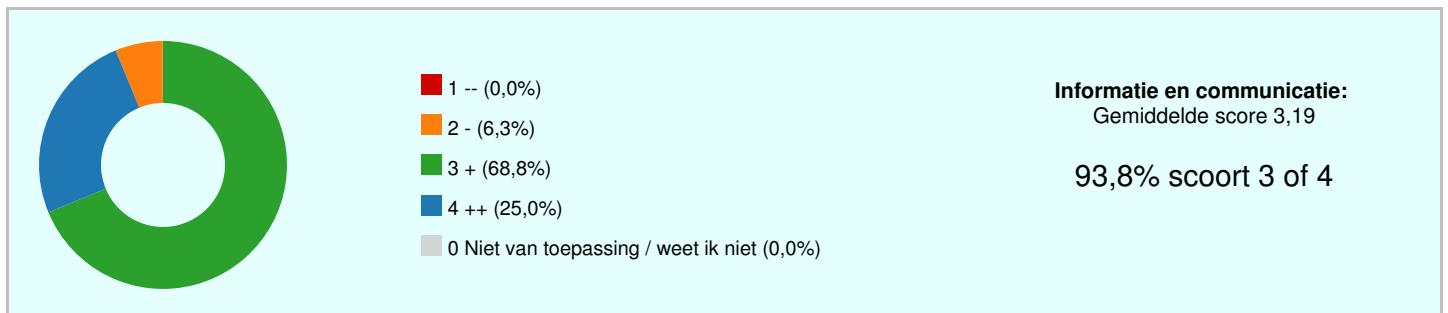 1 -- (0,0%)
2 - (6,3%)
3 + (68,8%)
4 ++ (25,0%)
0 Niet van toepassing / weet ik niet (0,0%)
Informatie en communicatie:
Gemiddelde score 3,19
93,8% scoort 3 of 4